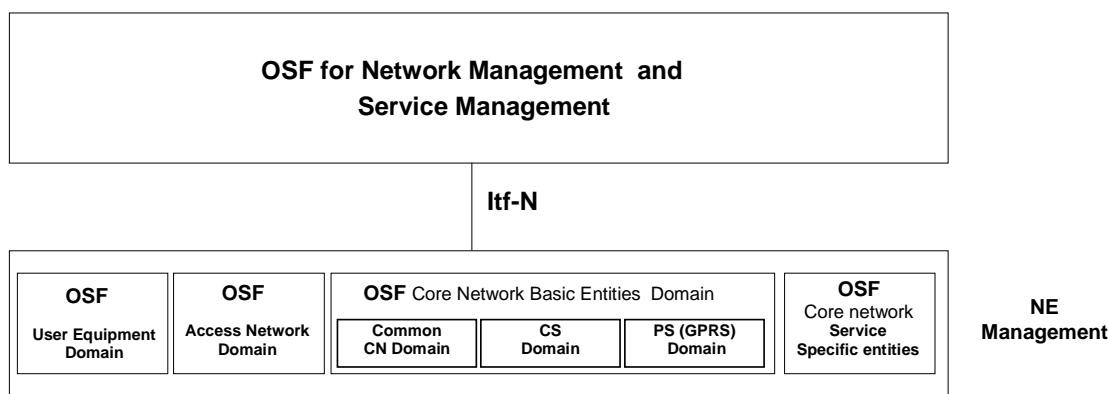 OSF for Network Management and
Service Management
Itf-N
OSF
User Equipment
Domain
OSF
Access Network
Domain
OSF Core Network Basic Entities Domain
Common
CN Domain
CS
Domain
PS (GPRS)
Domain
OSF
Core network
Service
Specific entities
NE
Management